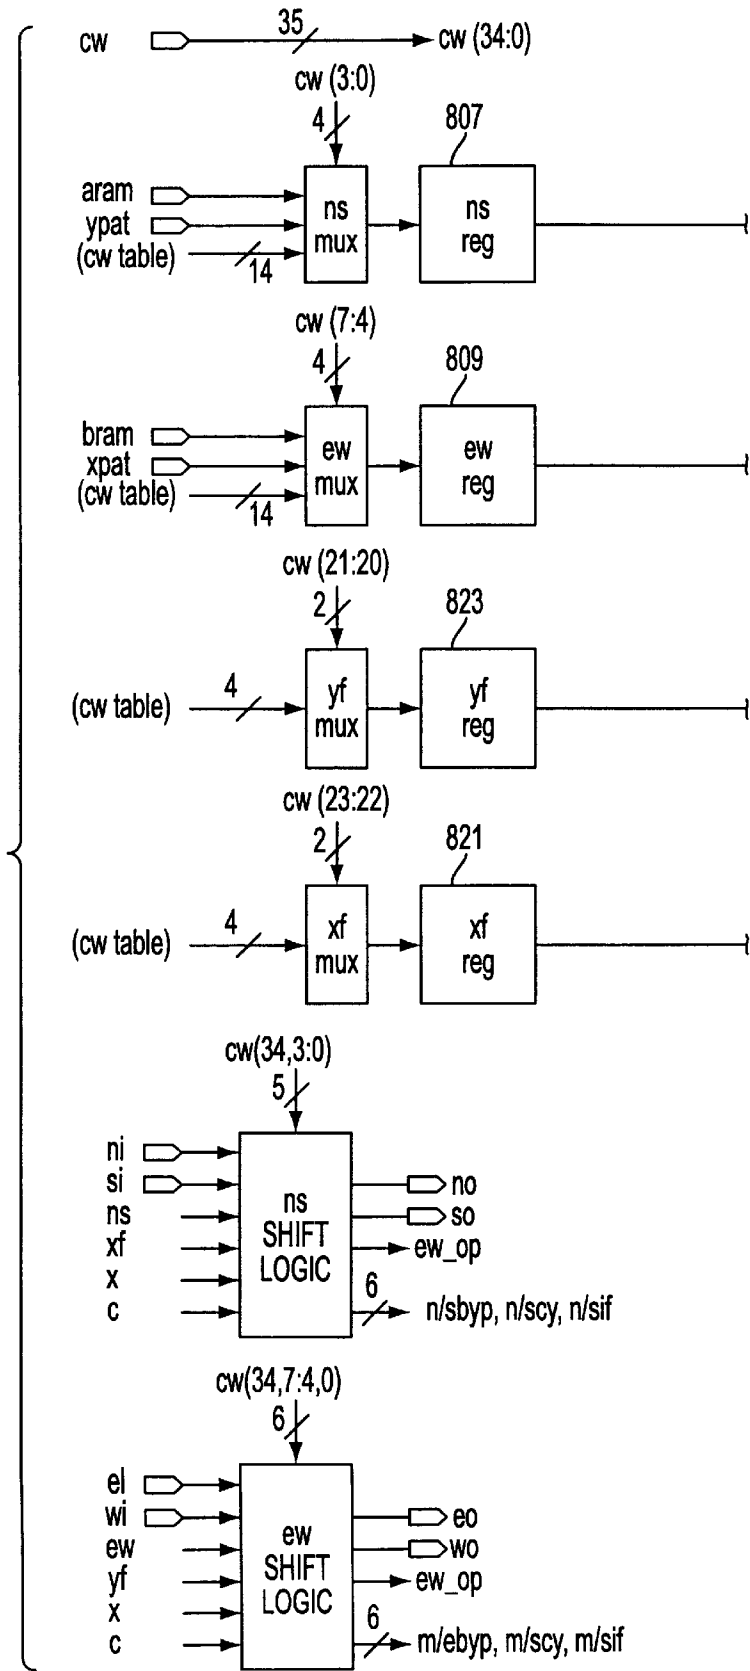 cw 35 cw (34:0)
cw (3:0)
4
807
aram
ypat
(cw table)
14
ns
mux
ns
reg
cw (7:4)
4
809
bram
xpat
(cw table)
14
ew
mux
ew
reg
cw (21:20)
2
823
(cw table)
4
yf
mux
yf
reg
cw (23:22)
2
821
(cw table)
4
xf
mux
xf
reg
cw(34,3:0)
5
ni
si
ns
xf
x
c
ns
SHIFT
LOGIC
no
so
ew_op
6
n/sbyp, n/scy, n/sif
cw(34,7:4,0)
6
el
wi
ew
yf
x
c
ew
SHIFT
LOGIC
eo
wo
ew_op
6
m/ebyp, m/scy, m/sif